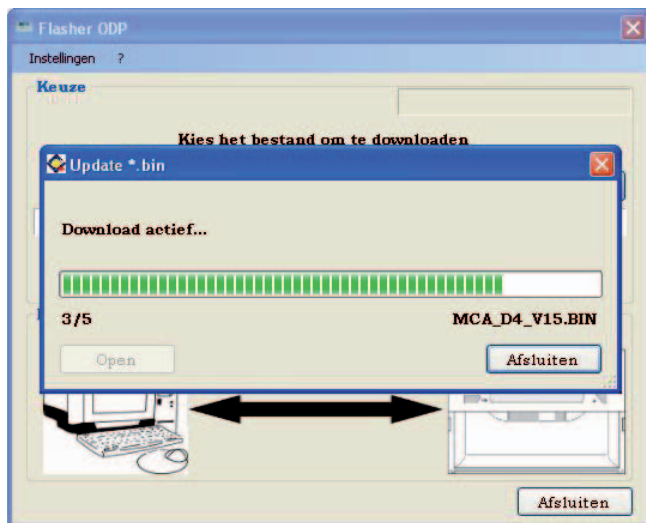 Flasher ODP
Instellingen ?
Keuze
Kies het bestand om te downloaden
Update *.bin
Download actief...
3/5 MCA_D4_V15.BIN
Open Afsluiten
Afsluiten